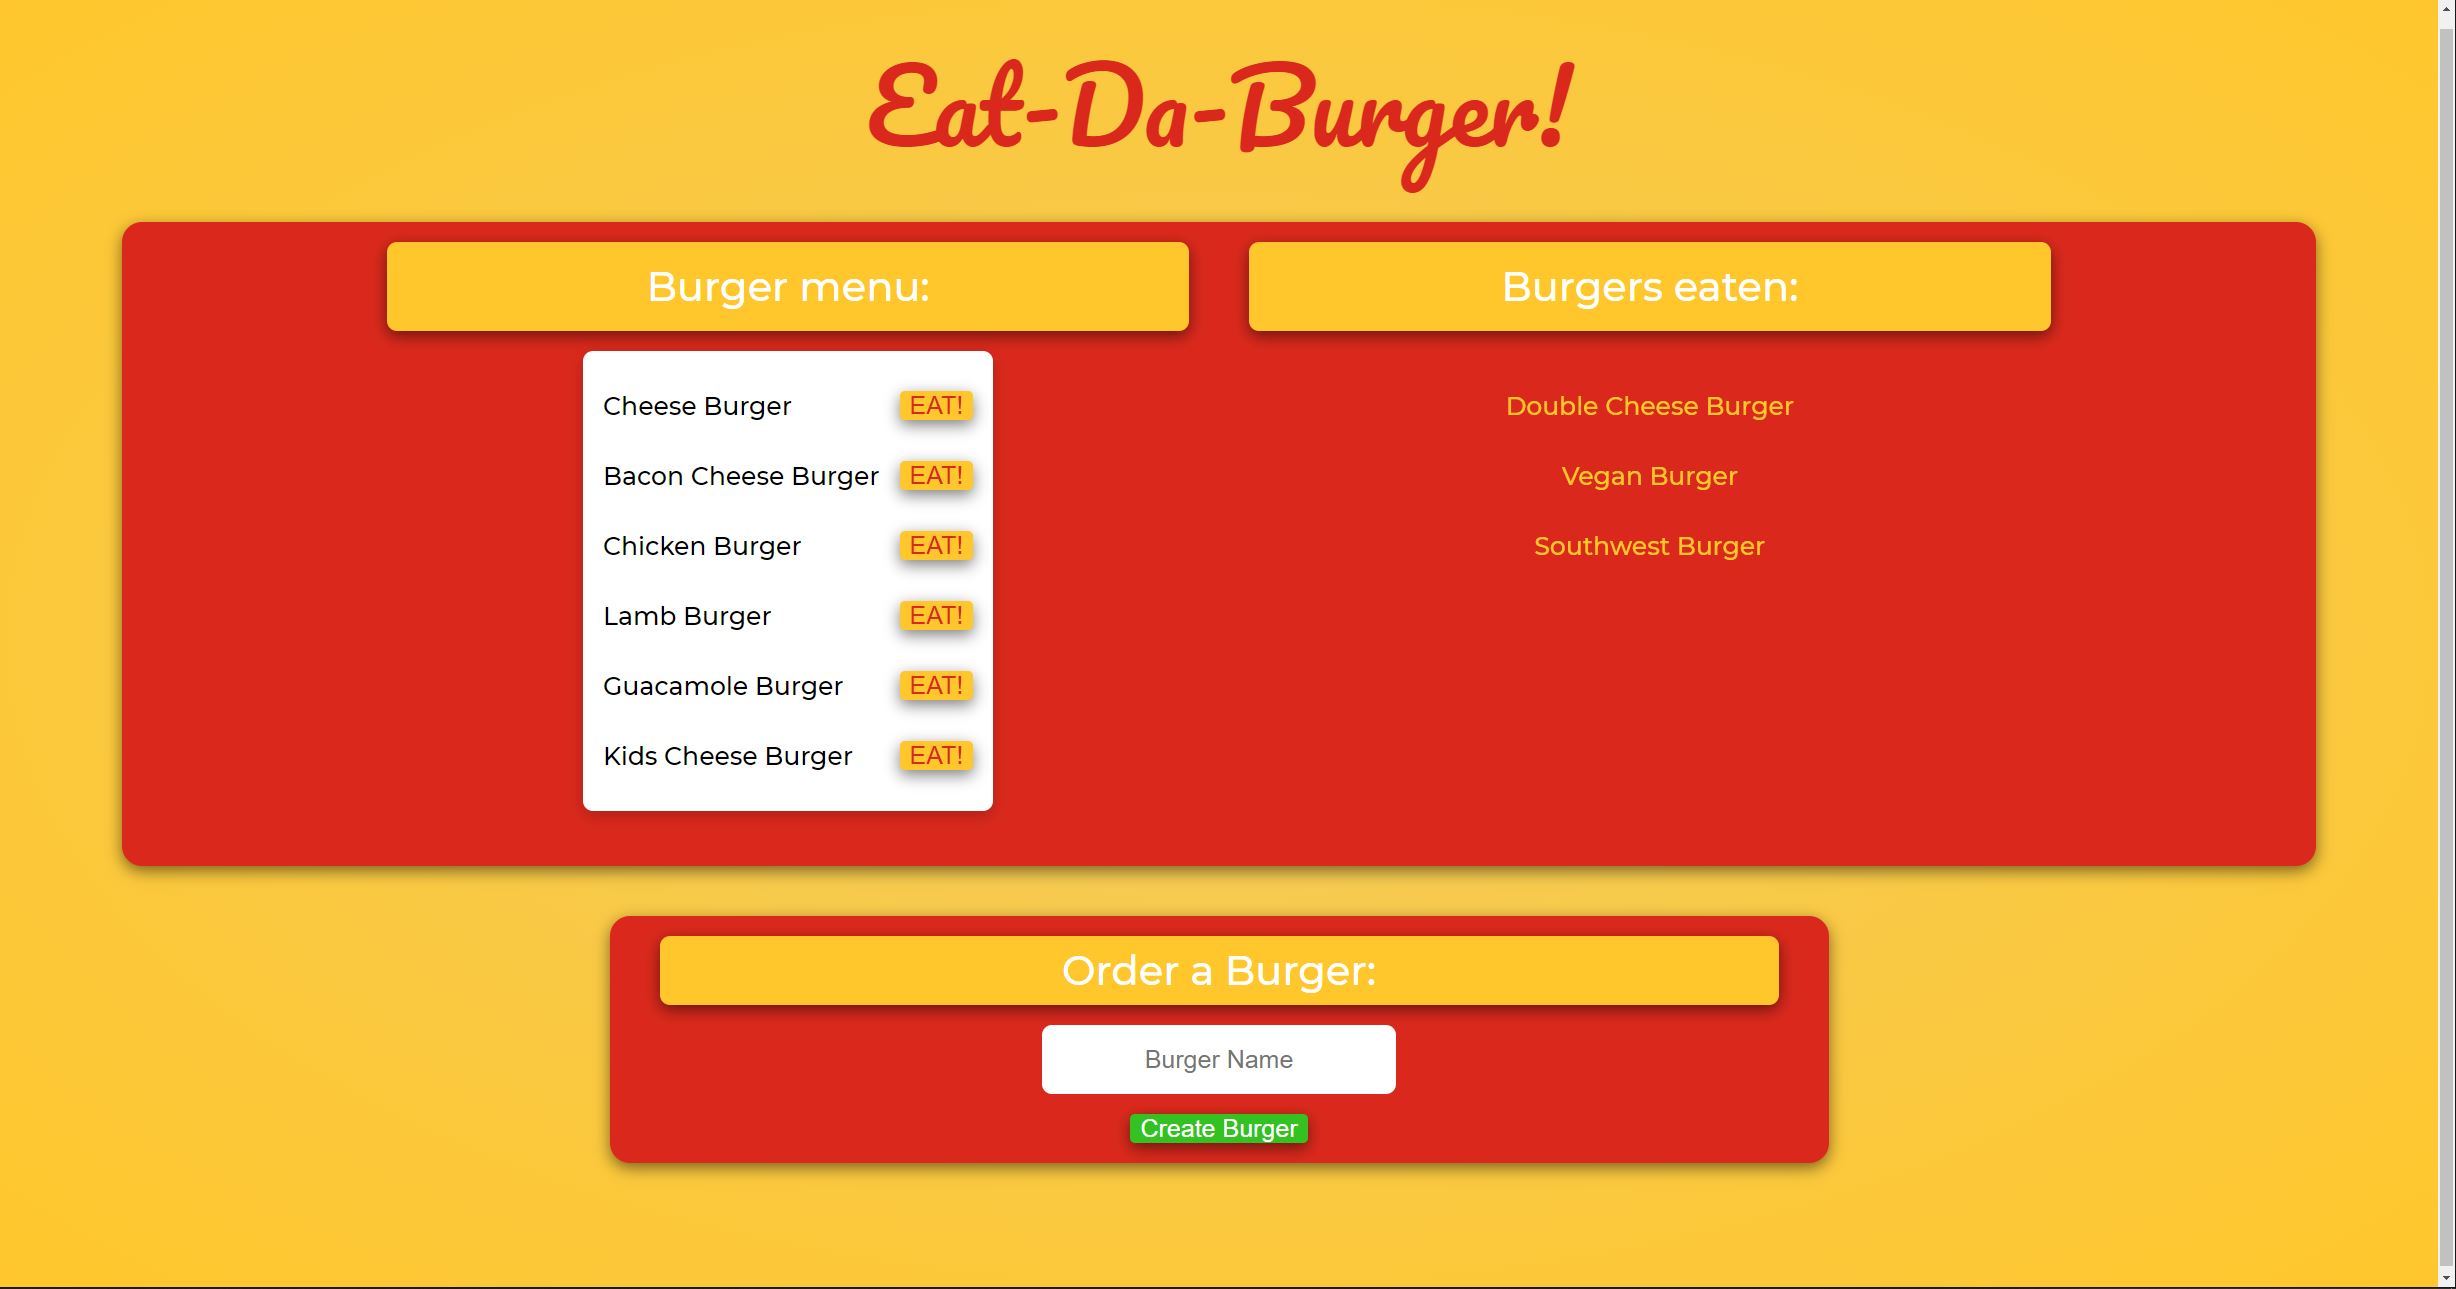 Eat-Da-Burger!
Burger menu:
Cheese Burger EAT!
Bacon Cheese Burger EAT!
Chicken Burger EAT!
Lamb Burger EAT!
Guacamole Burger EAT!
Kids Cheese Burger EAT!
Burgers eaten:
Double Cheese Burger
Vegan Burger
Southwest Burger
Order a Burger:
Burger Name
Create Burger